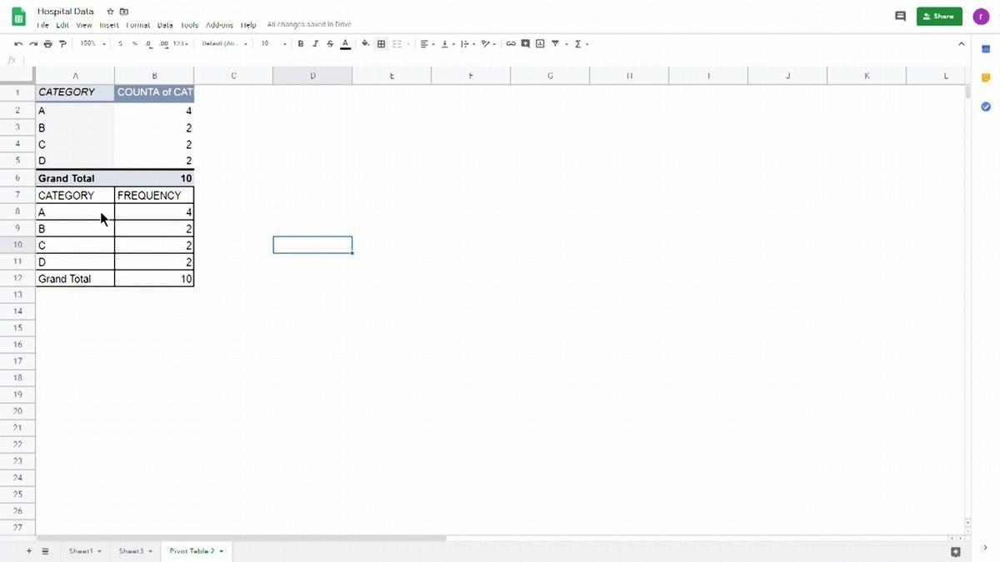 Hospital Data
File Edit View Insert Format Data Tools Add-ons Help All changes saved in Drive
Share
r
150% $ % .0 .00 123 Default (Ari... 10 B I S A Σ
fx
A B C D E F G H I J K L
1 CATEGORY COUNTA of CAT
2 A 4
3 B 2
4 C 2
5 D 2
6 Grand Total 10
7 CATEGORY FREQUENCY
8 A 4
9 B 2
10 C 2
11 D 2
12 Grand Total 10
13
14
15
16
17
18
19
20
21
22
23
24
25
26
27
Sheet1 Sheet3 Pivot Table 2